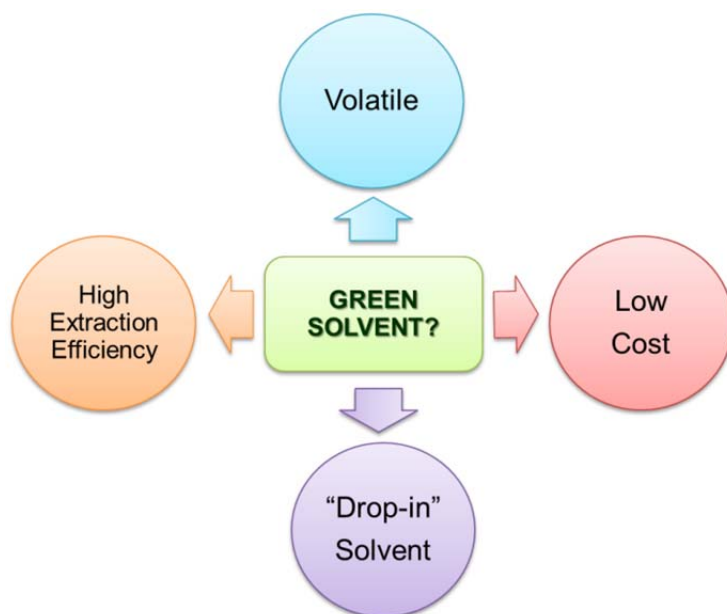 Volatile
High
Extraction
Efficiency
GREEN
SOLVENT?
Low
Cost
“Drop-in”
Solvent